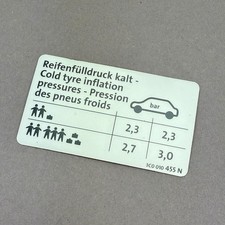 Reifenfülldruck kalt -
Cold tyre inflation
pressures - Pression
des pneus froids
bar
2,3 2,3
2,7 3,0
5C0 010 455 N